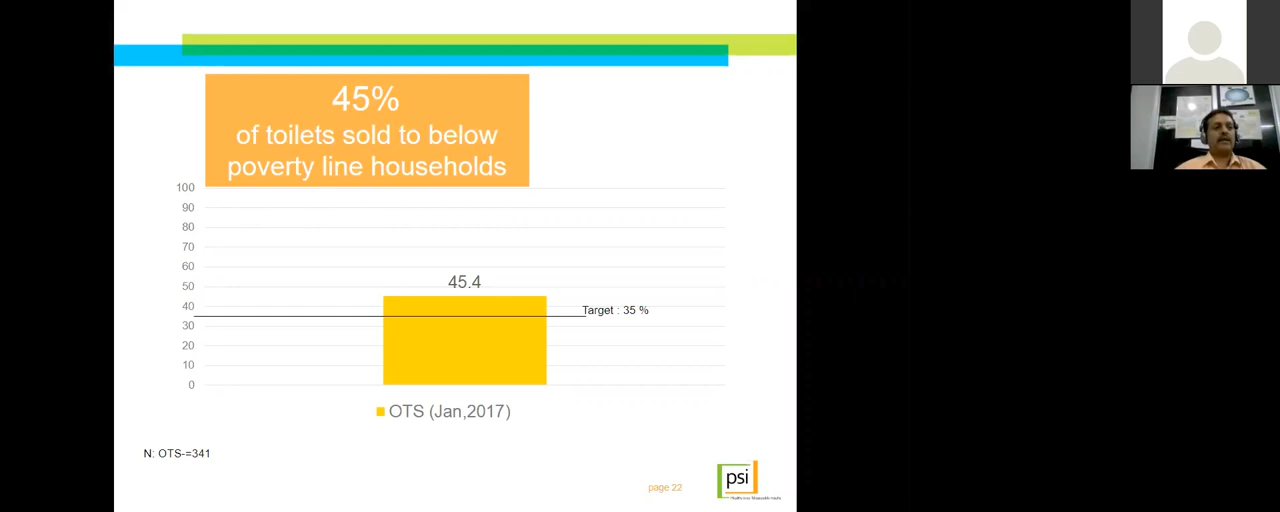 45%
of toilets sold to below
poverty line households
100
90
80
70
60
50
40
30
20
10
0
45.4
Target : 35 %
OTS (Jan,2017)
N: OTS-=341
page 22
psi